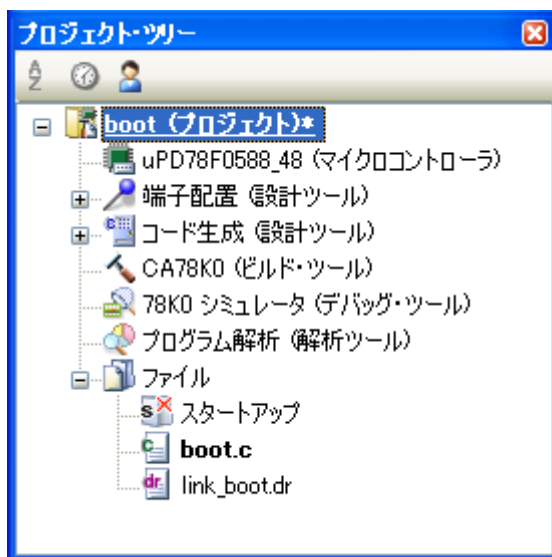 プロジェクト・ツリー
boot (プロジェクト)*
uPD78F0588_48 (マイクロコントローラ)
端子配置 (設計ツール)
コード生成 (設計ツール)
CA78K0 (ビルド・ツール)
78K0 シミュレータ (デバッグ・ツール)
プログラム解析 (解析ツール)
ファイル
スタートアップ
boot.c
link_boot.dr